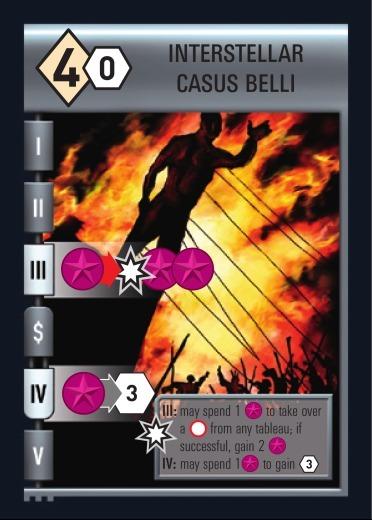 4 0
INTERSTELLAR
CASUS BELLI
I
II
III
$
IV
3
V
III: may spend 1 to take over
a from any tableau; if
successful, gain 2
IV: may spend 1 to gain 3